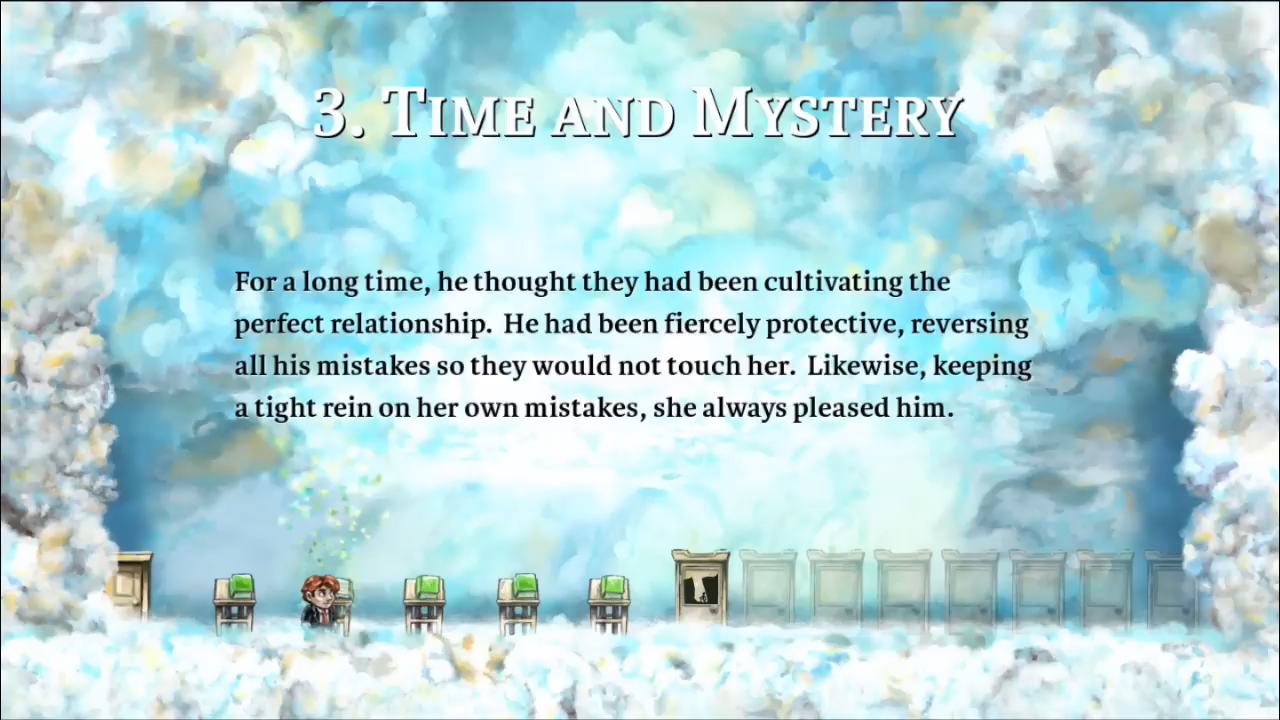 3. Time and Mystery
For a long time, he thought they had been cultivating the
perfect relationship.  He had been fiercely protective, reversing
all his mistakes so they would not touch her.  Likewise, keeping
a tight rein on her own mistakes, she always pleased him.